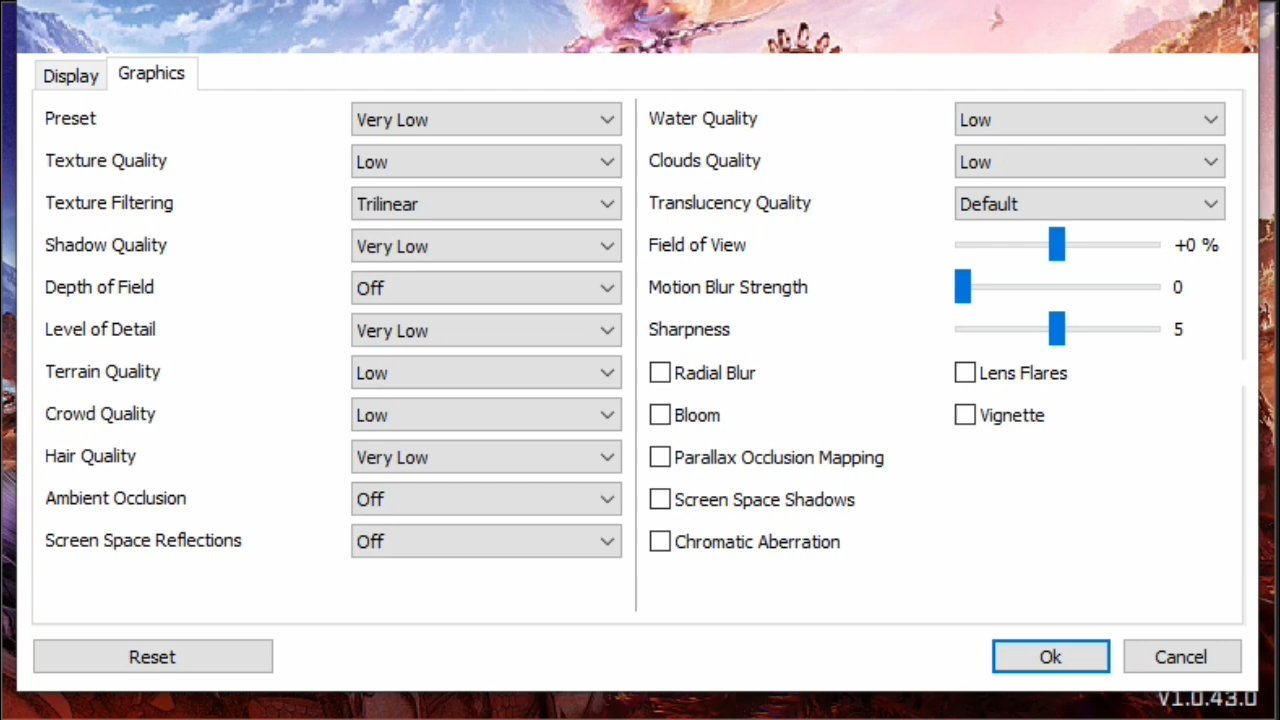 Display
Graphics
Preset
Very Low
Texture Quality
Low
Texture Filtering
Trilinear
Shadow Quality
Very Low
Depth of Field
Off
Level of Detail
Very Low
Terrain Quality
Low
Crowd Quality
Low
Hair Quality
Very Low
Ambient Occlusion
Off
Screen Space Reflections
Off
Water Quality
Low
Clouds Quality
Low
Translucency Quality
Default
Field of View
+0 %
Motion Blur Strength
0
Sharpness
5
Radial Blur
Lens Flares
Bloom
Vignette
Parallax Occlusion Mapping
Screen Space Shadows
Chromatic Aberration
Reset
Ok
Cancel
v1.0.43.0